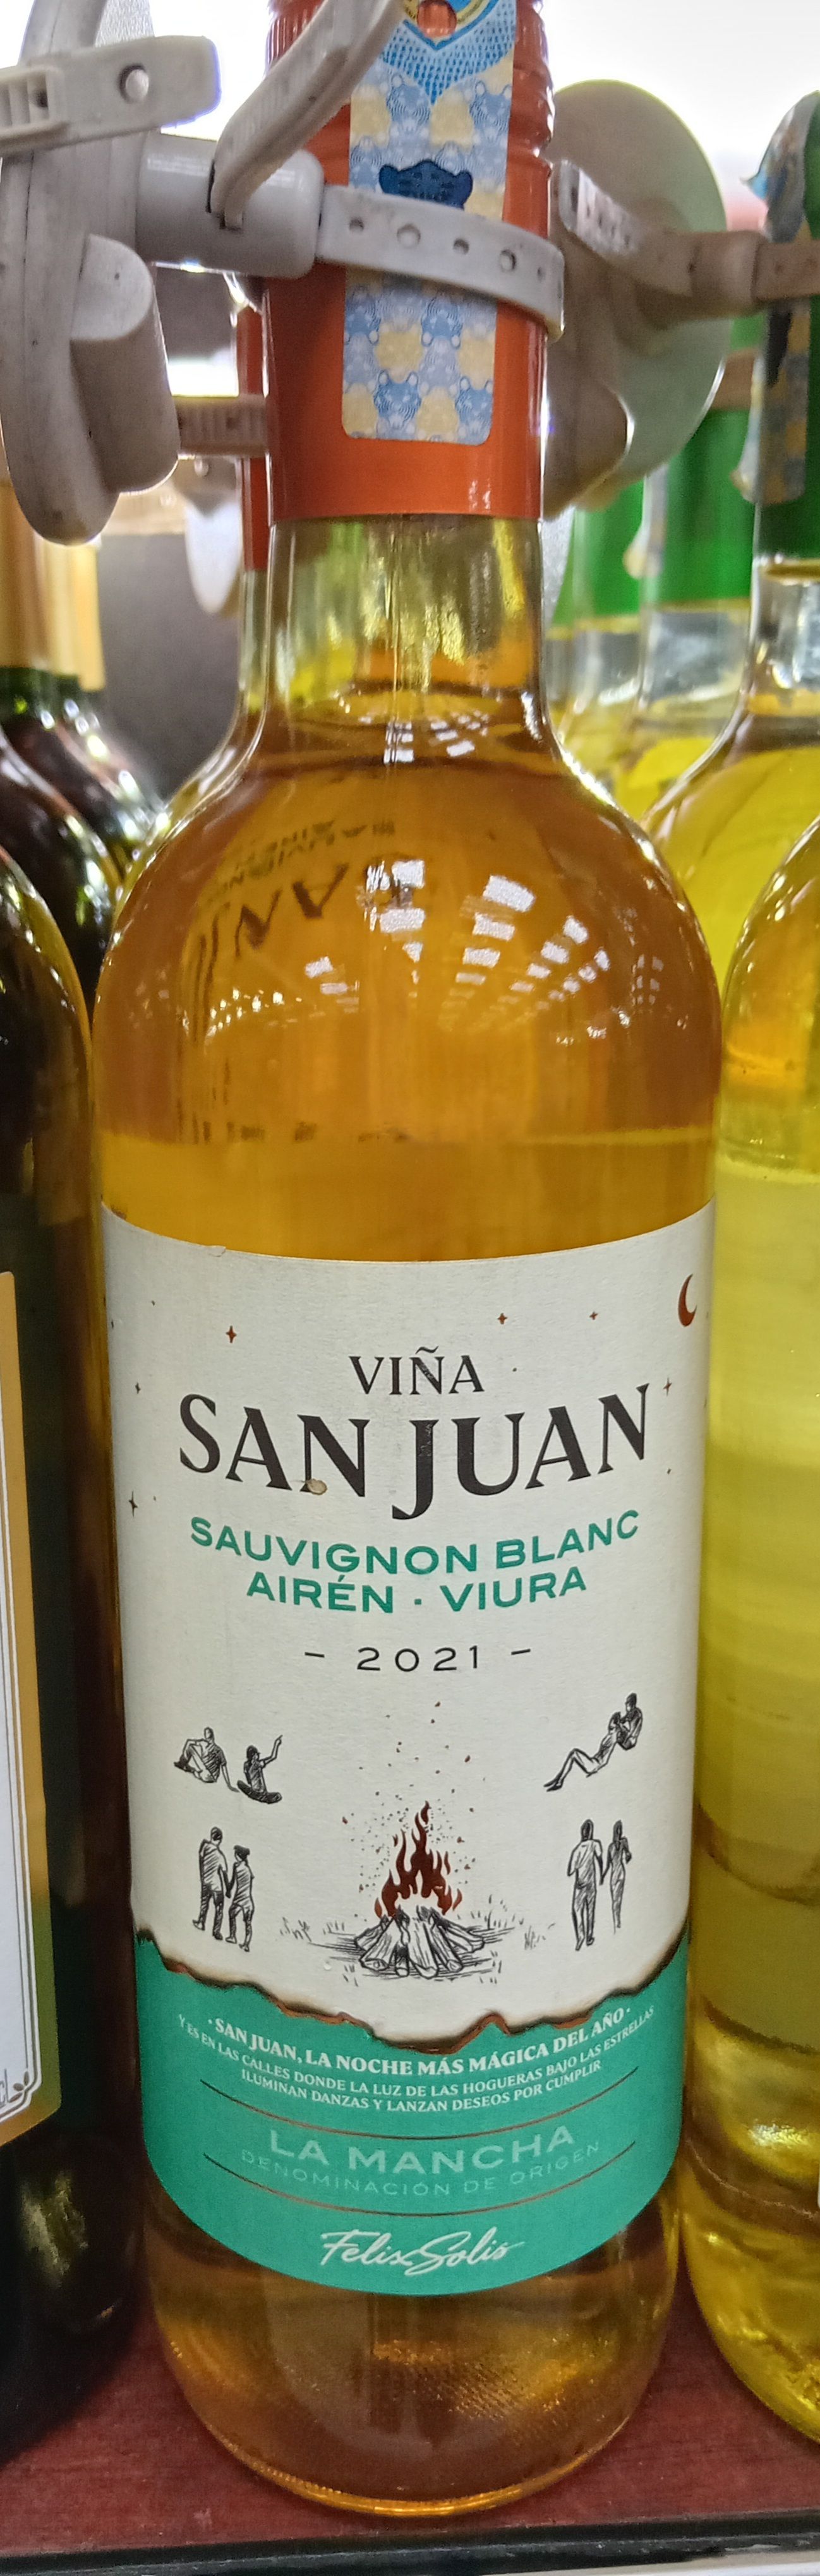 VIÑA
SAN JUAN
SAUVIGNON BLANC
AIRÉN · VIURA
- 2021 -
· SAN JUAN, LA NOCHE MÁS MÁGICA DEL AÑO ·
Y ES EN LAS CALLES DONDE LA LUZ DE LAS HOGUERAS BAJO LAS ESTRELLAS
ILUMINAN DANZAS Y LANZAN DESEOS POR CUMPLIR
LA MANCHA
DENOMINACIÓN DE ORIGEN
Felix Solis